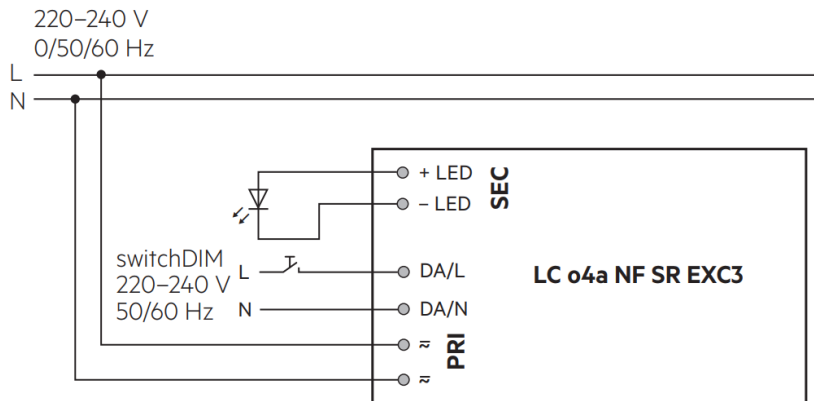 220–240 V
0/50/60 Hz
L
N
+ LED
– LED
SEC
switchDIM
220–240 V
50/60 Hz
L
N
DA/L
DA/N
LC o4a NF SR EXC3
PRI